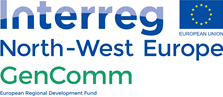 Interreg
EUROPEAN UNION
North-West Europe
GenComm
European Regional Development Fund